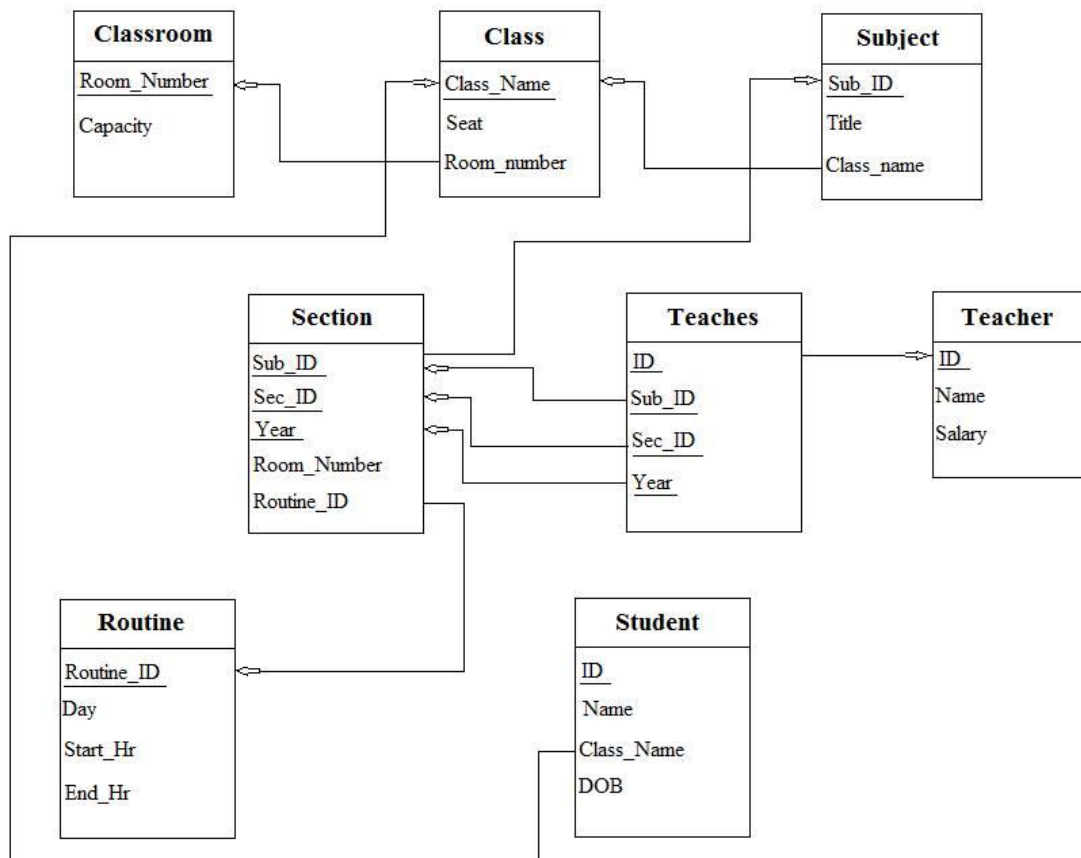 Classroom
Room_Number
Capacity
Class
Class_Name
Seat
Room_number
Subject
Sub_ID
Title
Class_name
Section
Sub_ID
Sec_ID
Year
Room_Number
Routine_ID
Teaches
ID
Sub_ID
Sec_ID
Year
Teacher
ID
Name
Salary
Routine
Routine_ID
Day
Start_Hr
End_Hr
Student
ID
Name
Class_Name
DOB